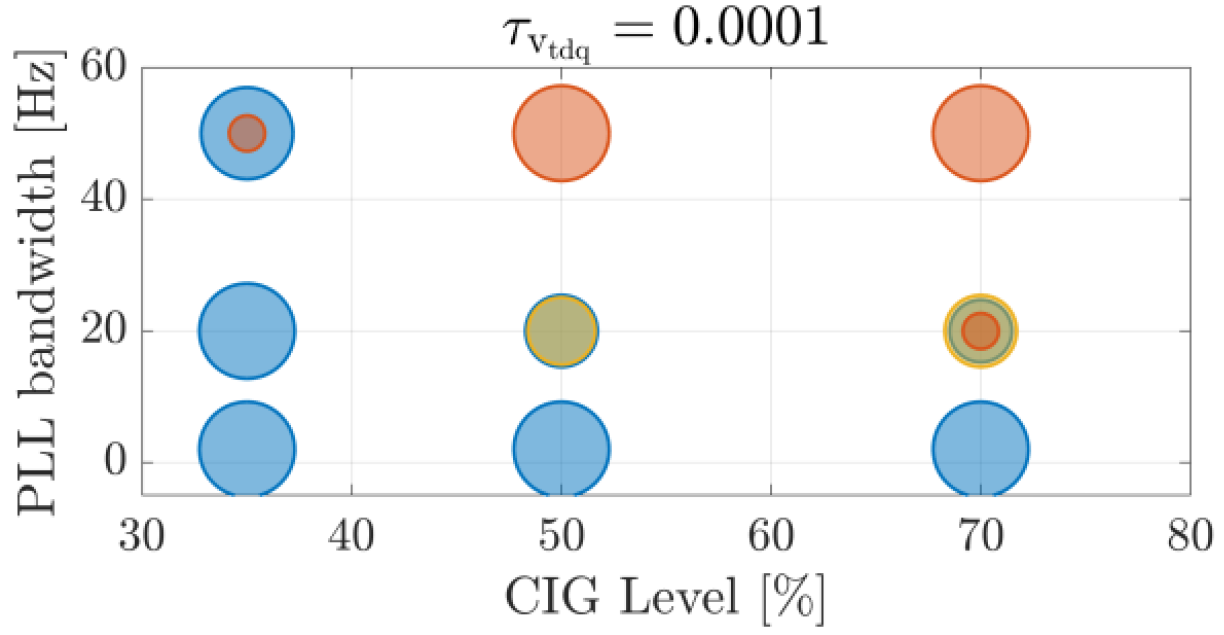 τ_{v_{tdq}} = 0.0001
PLL bandwidth [Hz]
60
40
20
0
30 40 50 60 70 80
CIG Level [%]